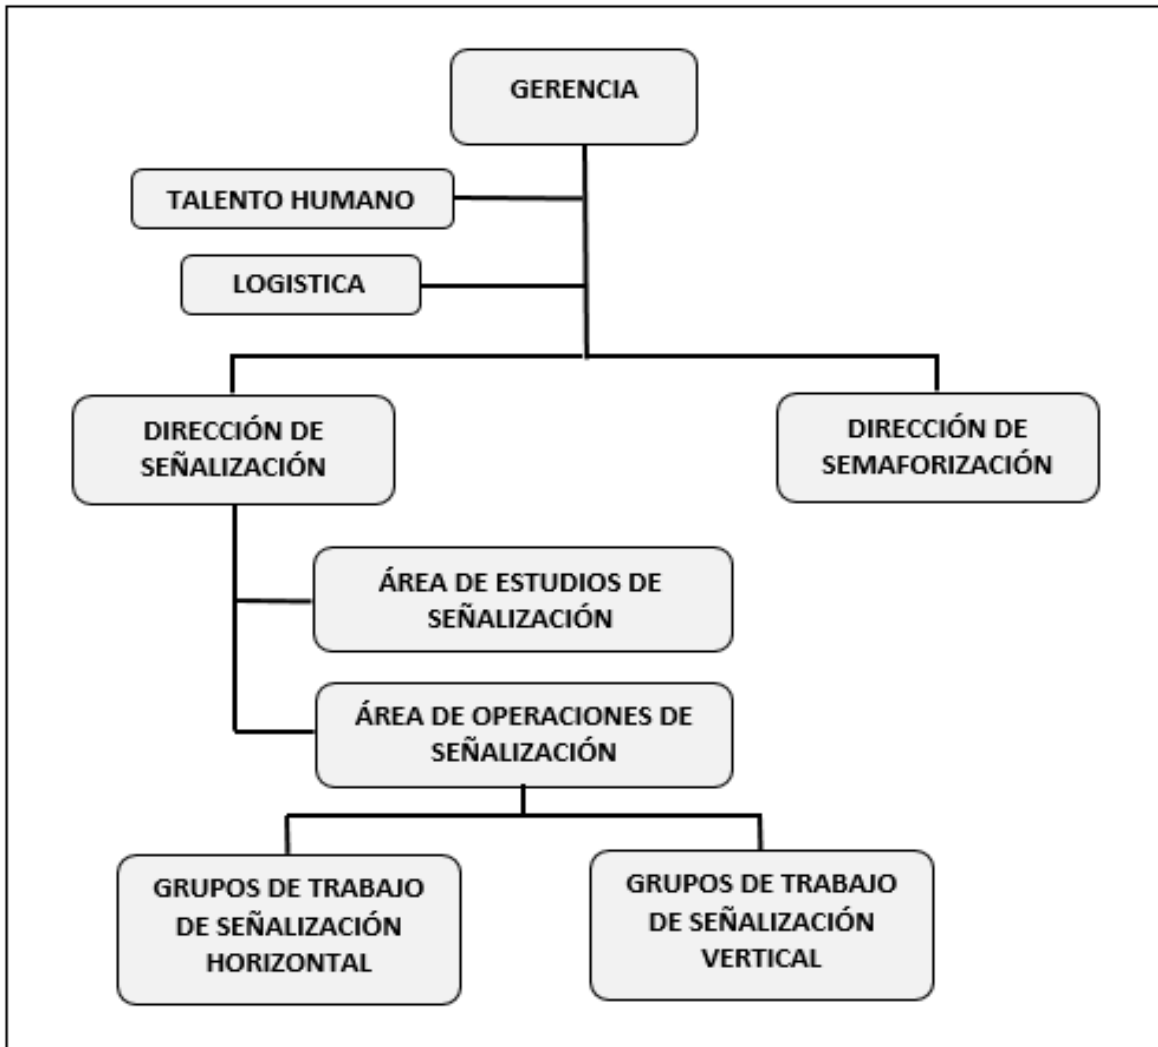 GERENCIA
TALENTO HUMANO
LOGISTICA
DIRECCIÓN DE
SEÑALIZACIÓN
DIRECCIÓN DE
SEMAFORIZACIÓN
ÁREA DE ESTUDIOS DE
SEÑALIZACIÓN
ÁREA DE OPERACIONES DE
SEÑALIZACIÓN
GRUPOS DE TRABAJO
DE SEÑALIZACIÓN
HORIZONTAL
GRUPOS DE TRABAJO
DE SEÑALIZACIÓN
VERTICAL